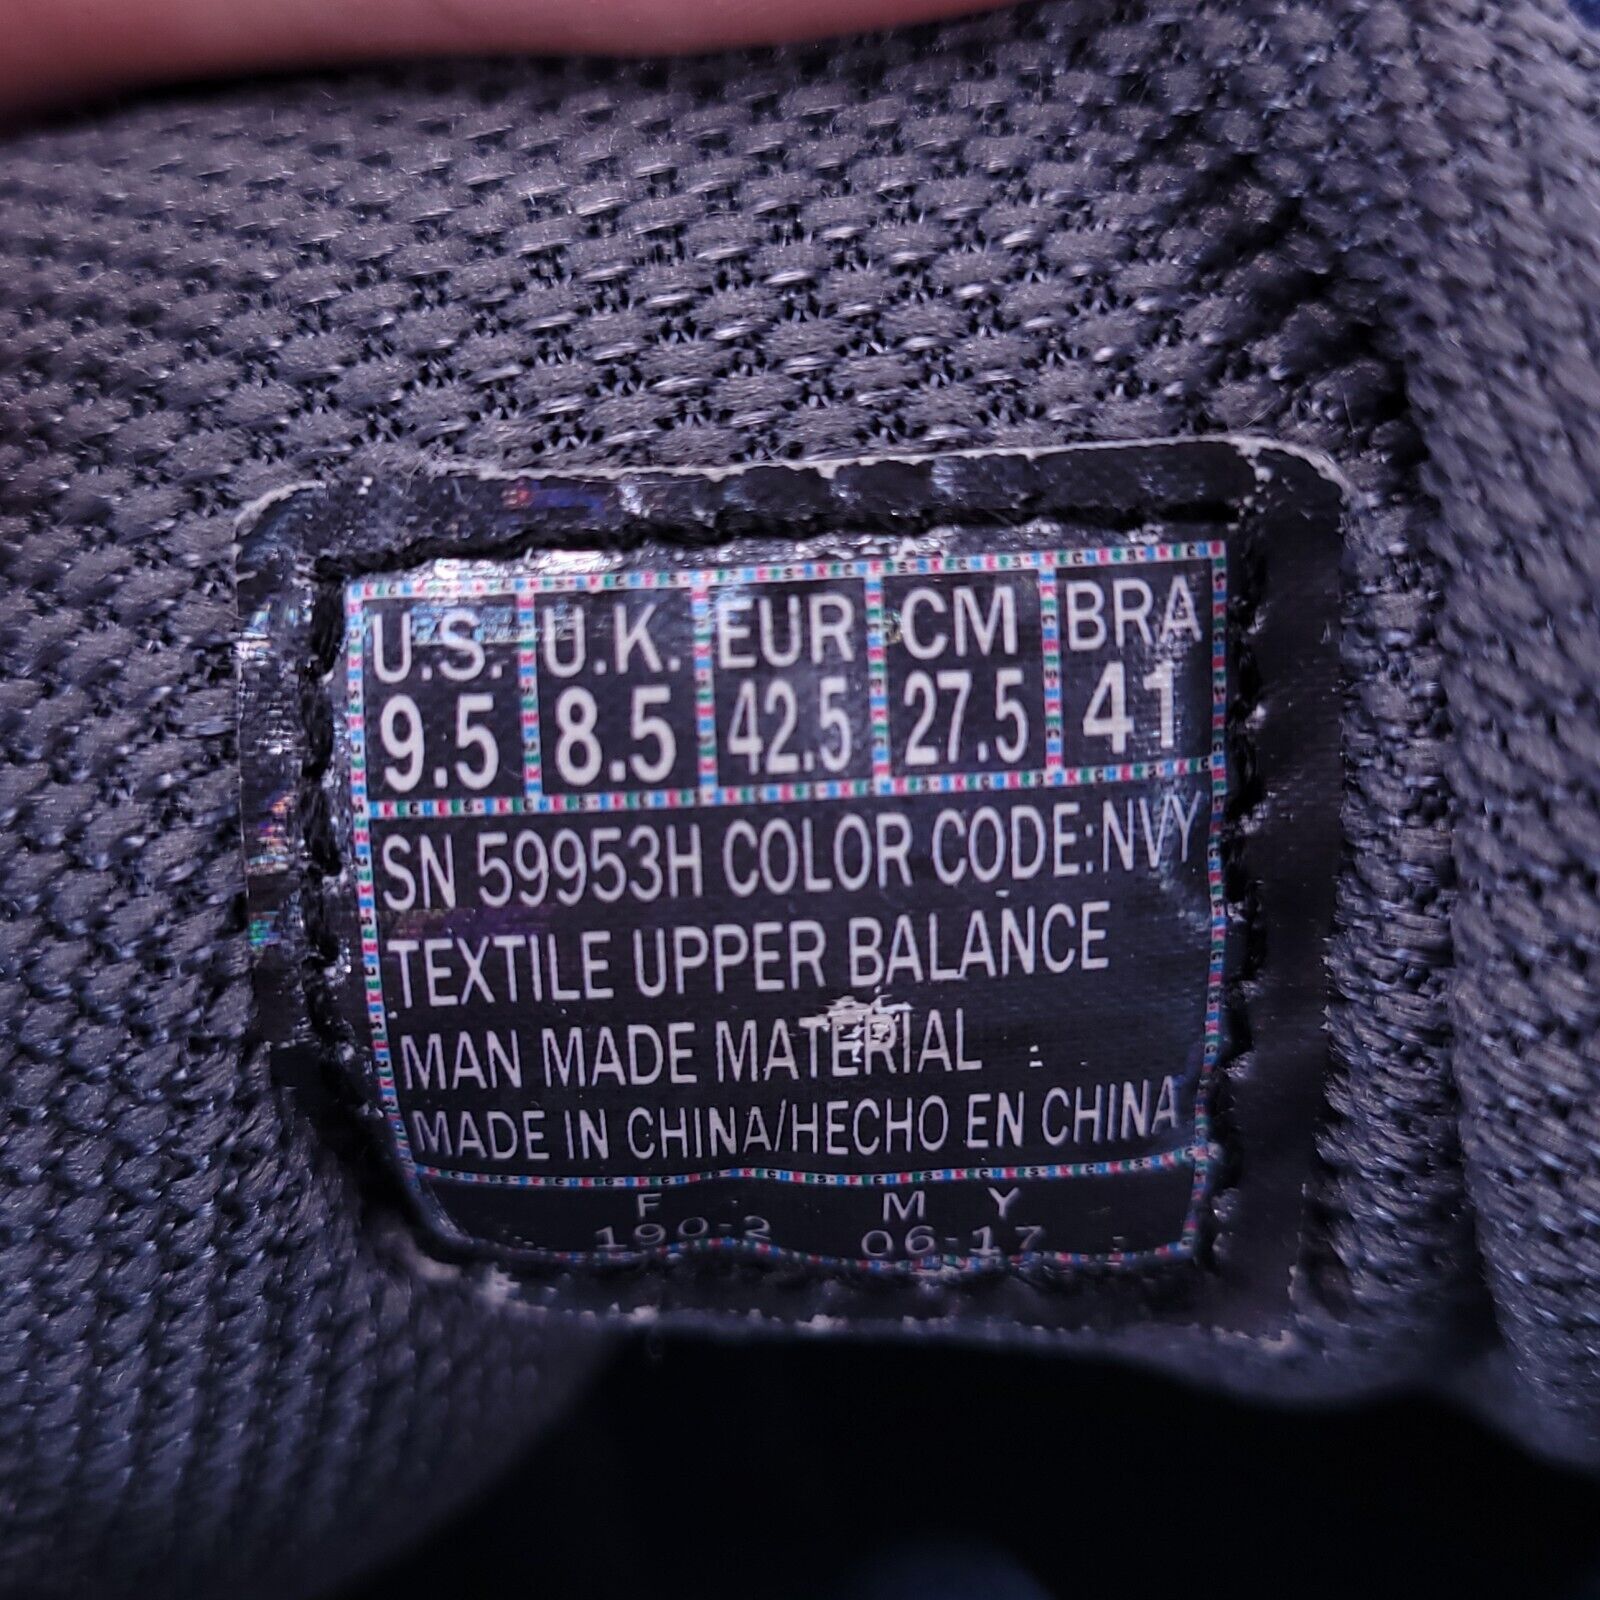 U.S. U.K. EUR CM BRA
9.5 8.5 42.5 27.5 41
SN 59953H COLOR CODE:NVY
TEXTILE UPPER BALANCE
MAN MADE MATERIAL
MADE IN CHINA/HECHO EN CHINA
F M Y
190-2 06-17